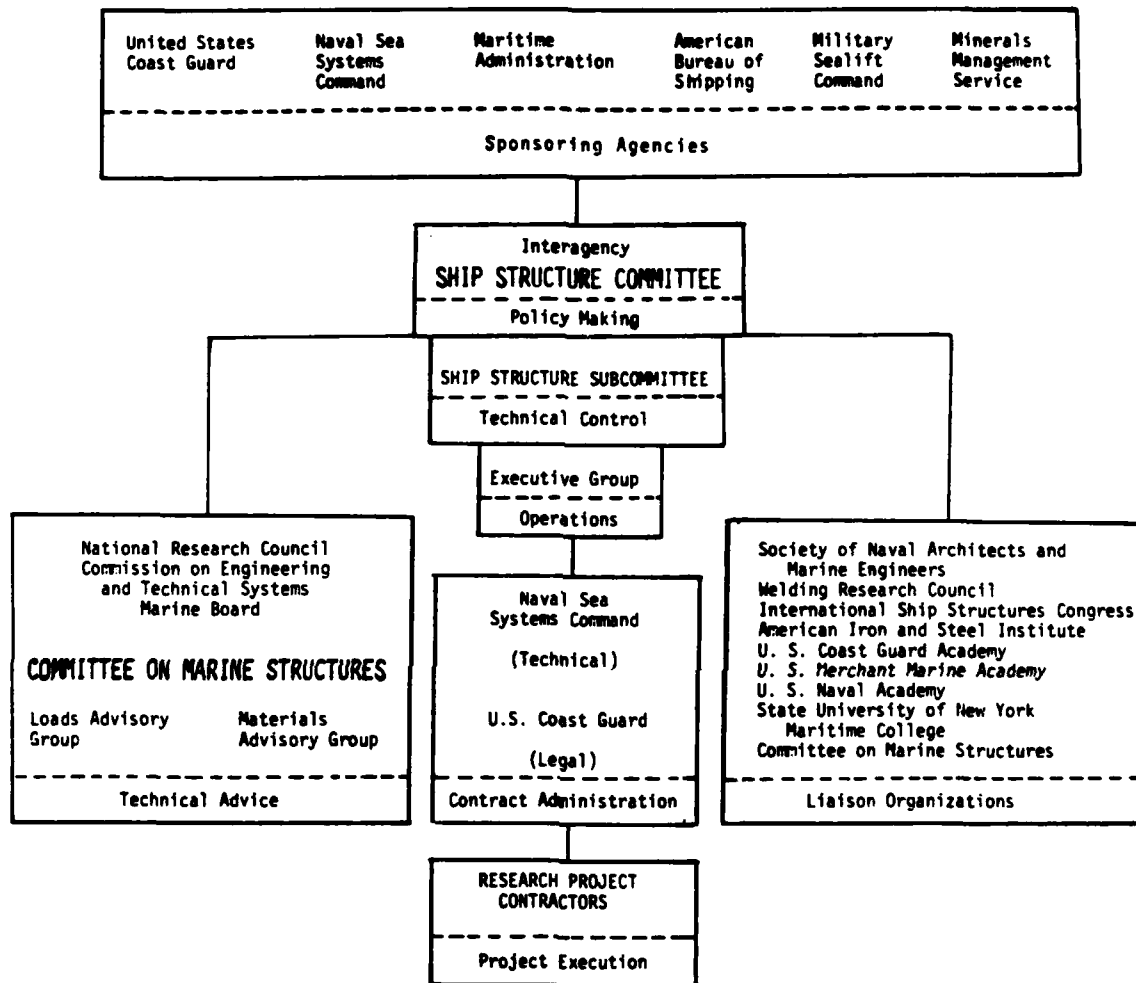 United States
Coast Guard
Naval Sea
Systems
Command
Maritime
Administration
American
Bureau of
Shipping
Military
Sealift
Command
Minerals
Management
Service
Sponsoring Agencies
Interagency
SHIP STRUCTURE COMMITTEE
Policy Making
SHIP STRUCTURE SUBCOMMITTEE
Technical Control
Executive Group
Operations
National Research Council
Commission on Engineering
and Technical Systems
Marine Board
COMMITTEE ON MARINE STRUCTURES
Loads Advisory
Group
Materials
Advisory Group
Technical Advice
Naval Sea
Systems Command
(Technical)
U.S. Coast Guard
(Legal)
Contract Administration
Society of Naval Architects and
Marine Engineers
Welding Research Council
International Ship Structures Congress
American Iron and Steel Institute
U. S. Coast Guard Academy
U. S. Merchant Marine Academy
U. S. Naval Academy
State University of New York
Maritime College
Committee on Marine Structures
Liaison Organizations
RESEARCH PROJECT
CONTRACTORS
Project Execution